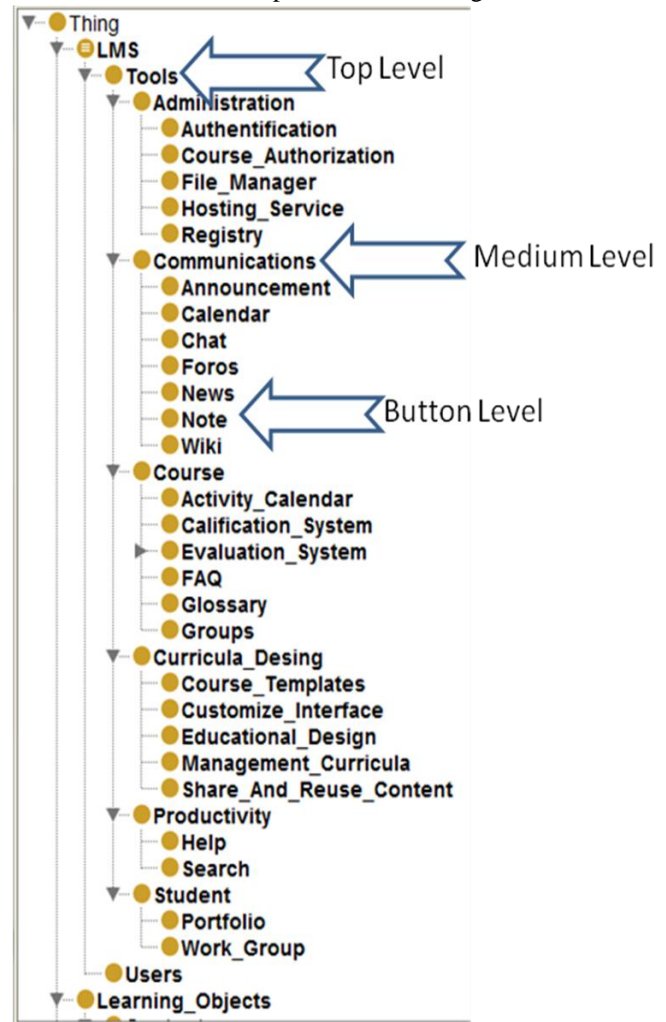 Thing
LMS
Tools Top Level
Administration
Authentification
Course_Authorization
File_Manager
Hosting_Service
Registry
Communications Medium Level
Announcement
Calendar
Chat
Foros
News
Note Button Level
Wiki
Course
Activity_Calendar
Calification_System
Evaluation_System
FAQ
Glossary
Groups
Curricula_Desing
Course_Templates
Customize_Interface
Educational_Design
Management_Curricula
Share_And_Reuse_Content
Productivity
Help
Search
Student
Portfolio
Work_Group
Users
Learning_Objects